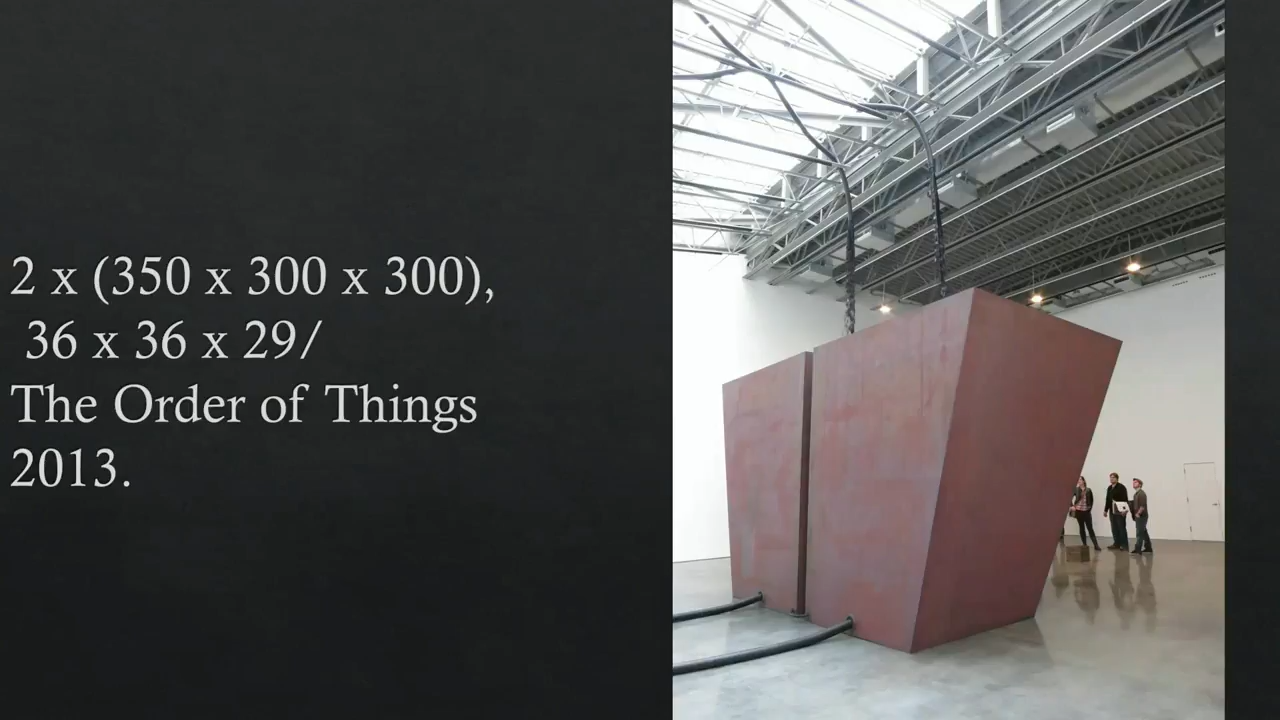 2 x (350 x 300 x 300),
36 x 36 x 29/
The Order of Things
2013.